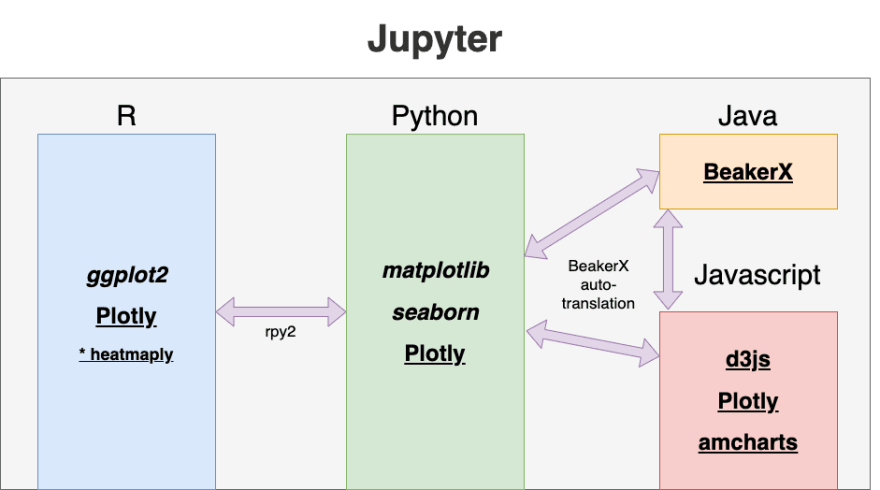 Jupyter
R
ggplot2
Plotly
* heatmaply
rpy2
Python
matplotlib
seaborn
Plotly
BeakerX
auto-
translation
Java
BeakerX
Javascript
d3js
Plotly
amcharts